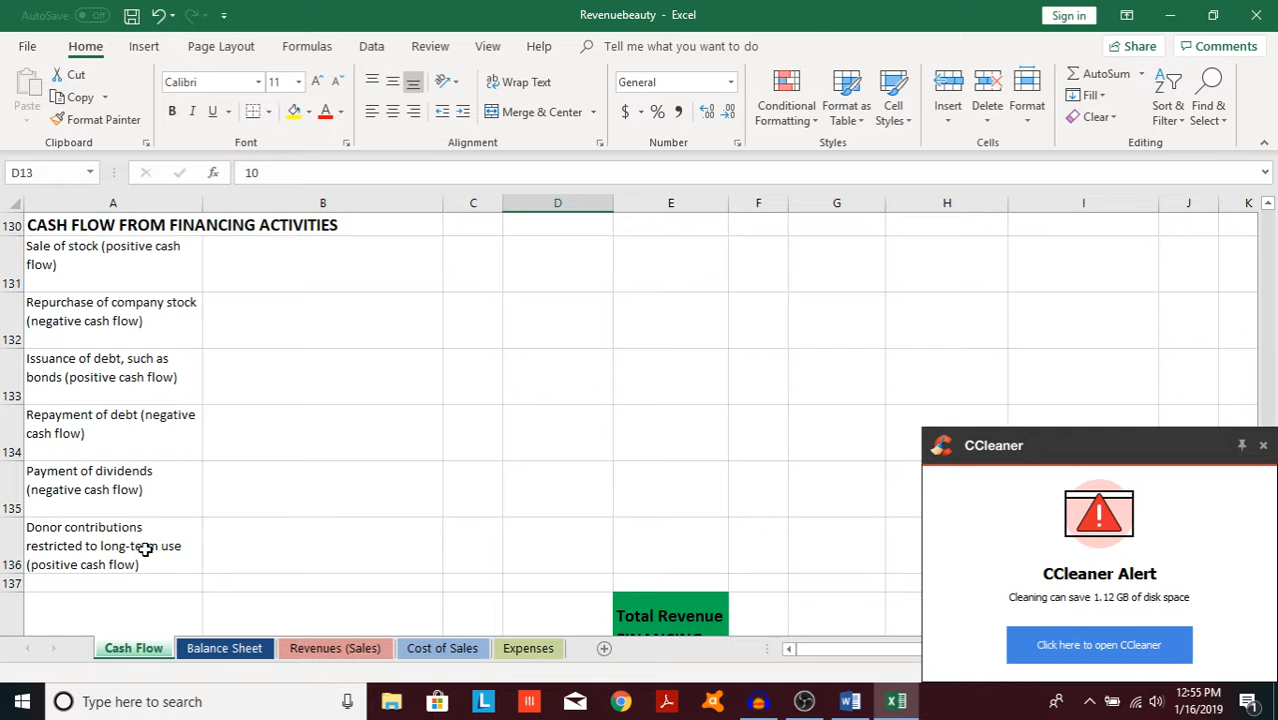 AutoSave Off
Revenuebeauty - Excel
Sign in
File Home Insert Page Layout Formulas Data Review View Help Tell me what you want to do Share Comments
Paste
Cut
Copy
Format Painter
Clipboard
Calibri 11
B I U
Font
Wrap Text
Merge & Center
Alignment
General
$ % ,
Number
Conditional Formatting
Format as Table
Cell Styles
Styles
Insert Delete Format
Cells
AutoSum
Fill
Clear
Sort & Filter
Find & Select
Editing
D13 fx 10
A B C D E F G H I J K
130 CASH FLOW FROM FINANCING ACTIVITIES
Sale of stock (positive cash
flow)
131
Repurchase of company stock
(negative cash flow)
132
Issuance of debt, such as
bonds (positive cash flow)
133
Repayment of debt (negative
cash flow)
134
Payment of dividends
(negative cash flow)
135
Donor contributions
restricted to long-term use
136 (positive cash flow)
137
Total Revenue
FINANCING
CCleaner
CCleaner Alert
Cleaning can save 1.12 GB of disk space
Click here to open CCleaner
Cash Flow Balance Sheet Revenues (Sales) Cost of Sales Expenses
Type here to search
12:55 PM
1/16/2019